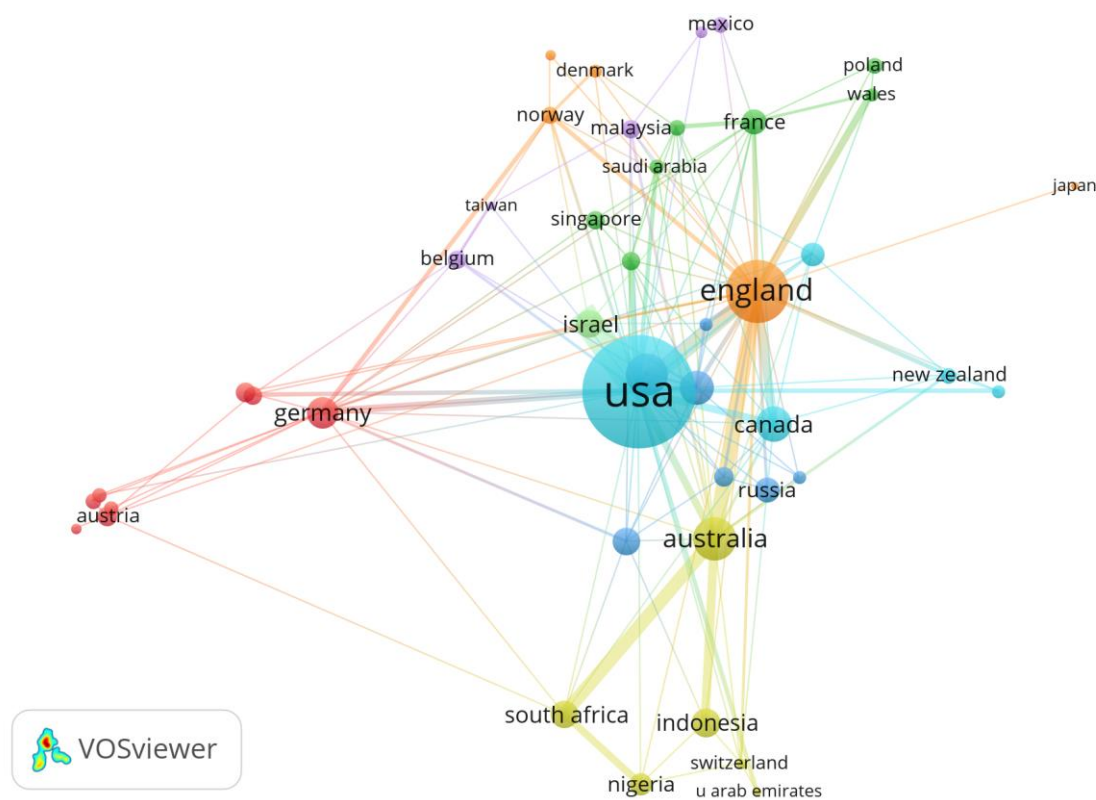 mexico
denmark
poland
wales
norway
malaysia
france
saudi arabia
japan
taiwan
singapore
belgium
england
israel
usa
new zealand
germany
canada
russia
austria
australia
south africa
indonesia
switzerland
nigeria
u arab emirates
VOSviewer